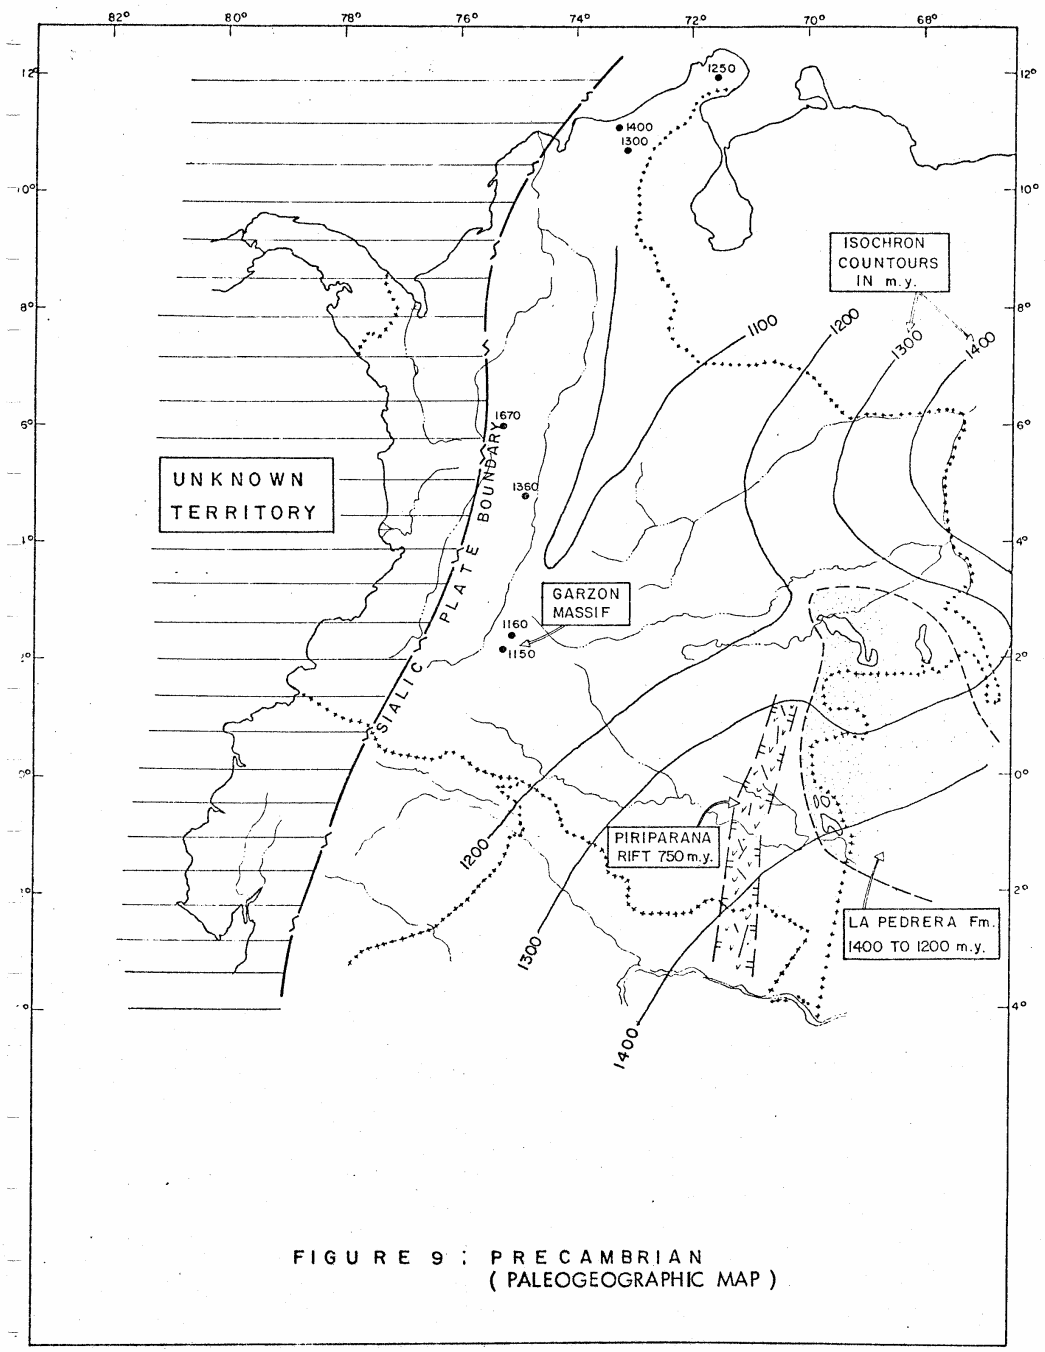 82° 80° 78° 76° 74° 72° 70° 68°
12° 12°
10°
8° 8°
6° 6°
4°
2°
0°
2°
4°
1250
1400
1300
ISOCHRON
COUNTOURS
IN m.y.
1100
1200
1300
1400
1670
1360
UNKNOWN
TERRITORY
SIALIC PLATE BOUNDARY
GARZON
MASSIF
1160
1150
PIRIPARANA
RIFT 750 m.y.
1200
1300
1400
LA PEDRERA Fm.
1400 TO 1200 m.y.
FIGURE 9 : PRECAMBRIAN
( PALEOGEOGRAPHIC MAP )